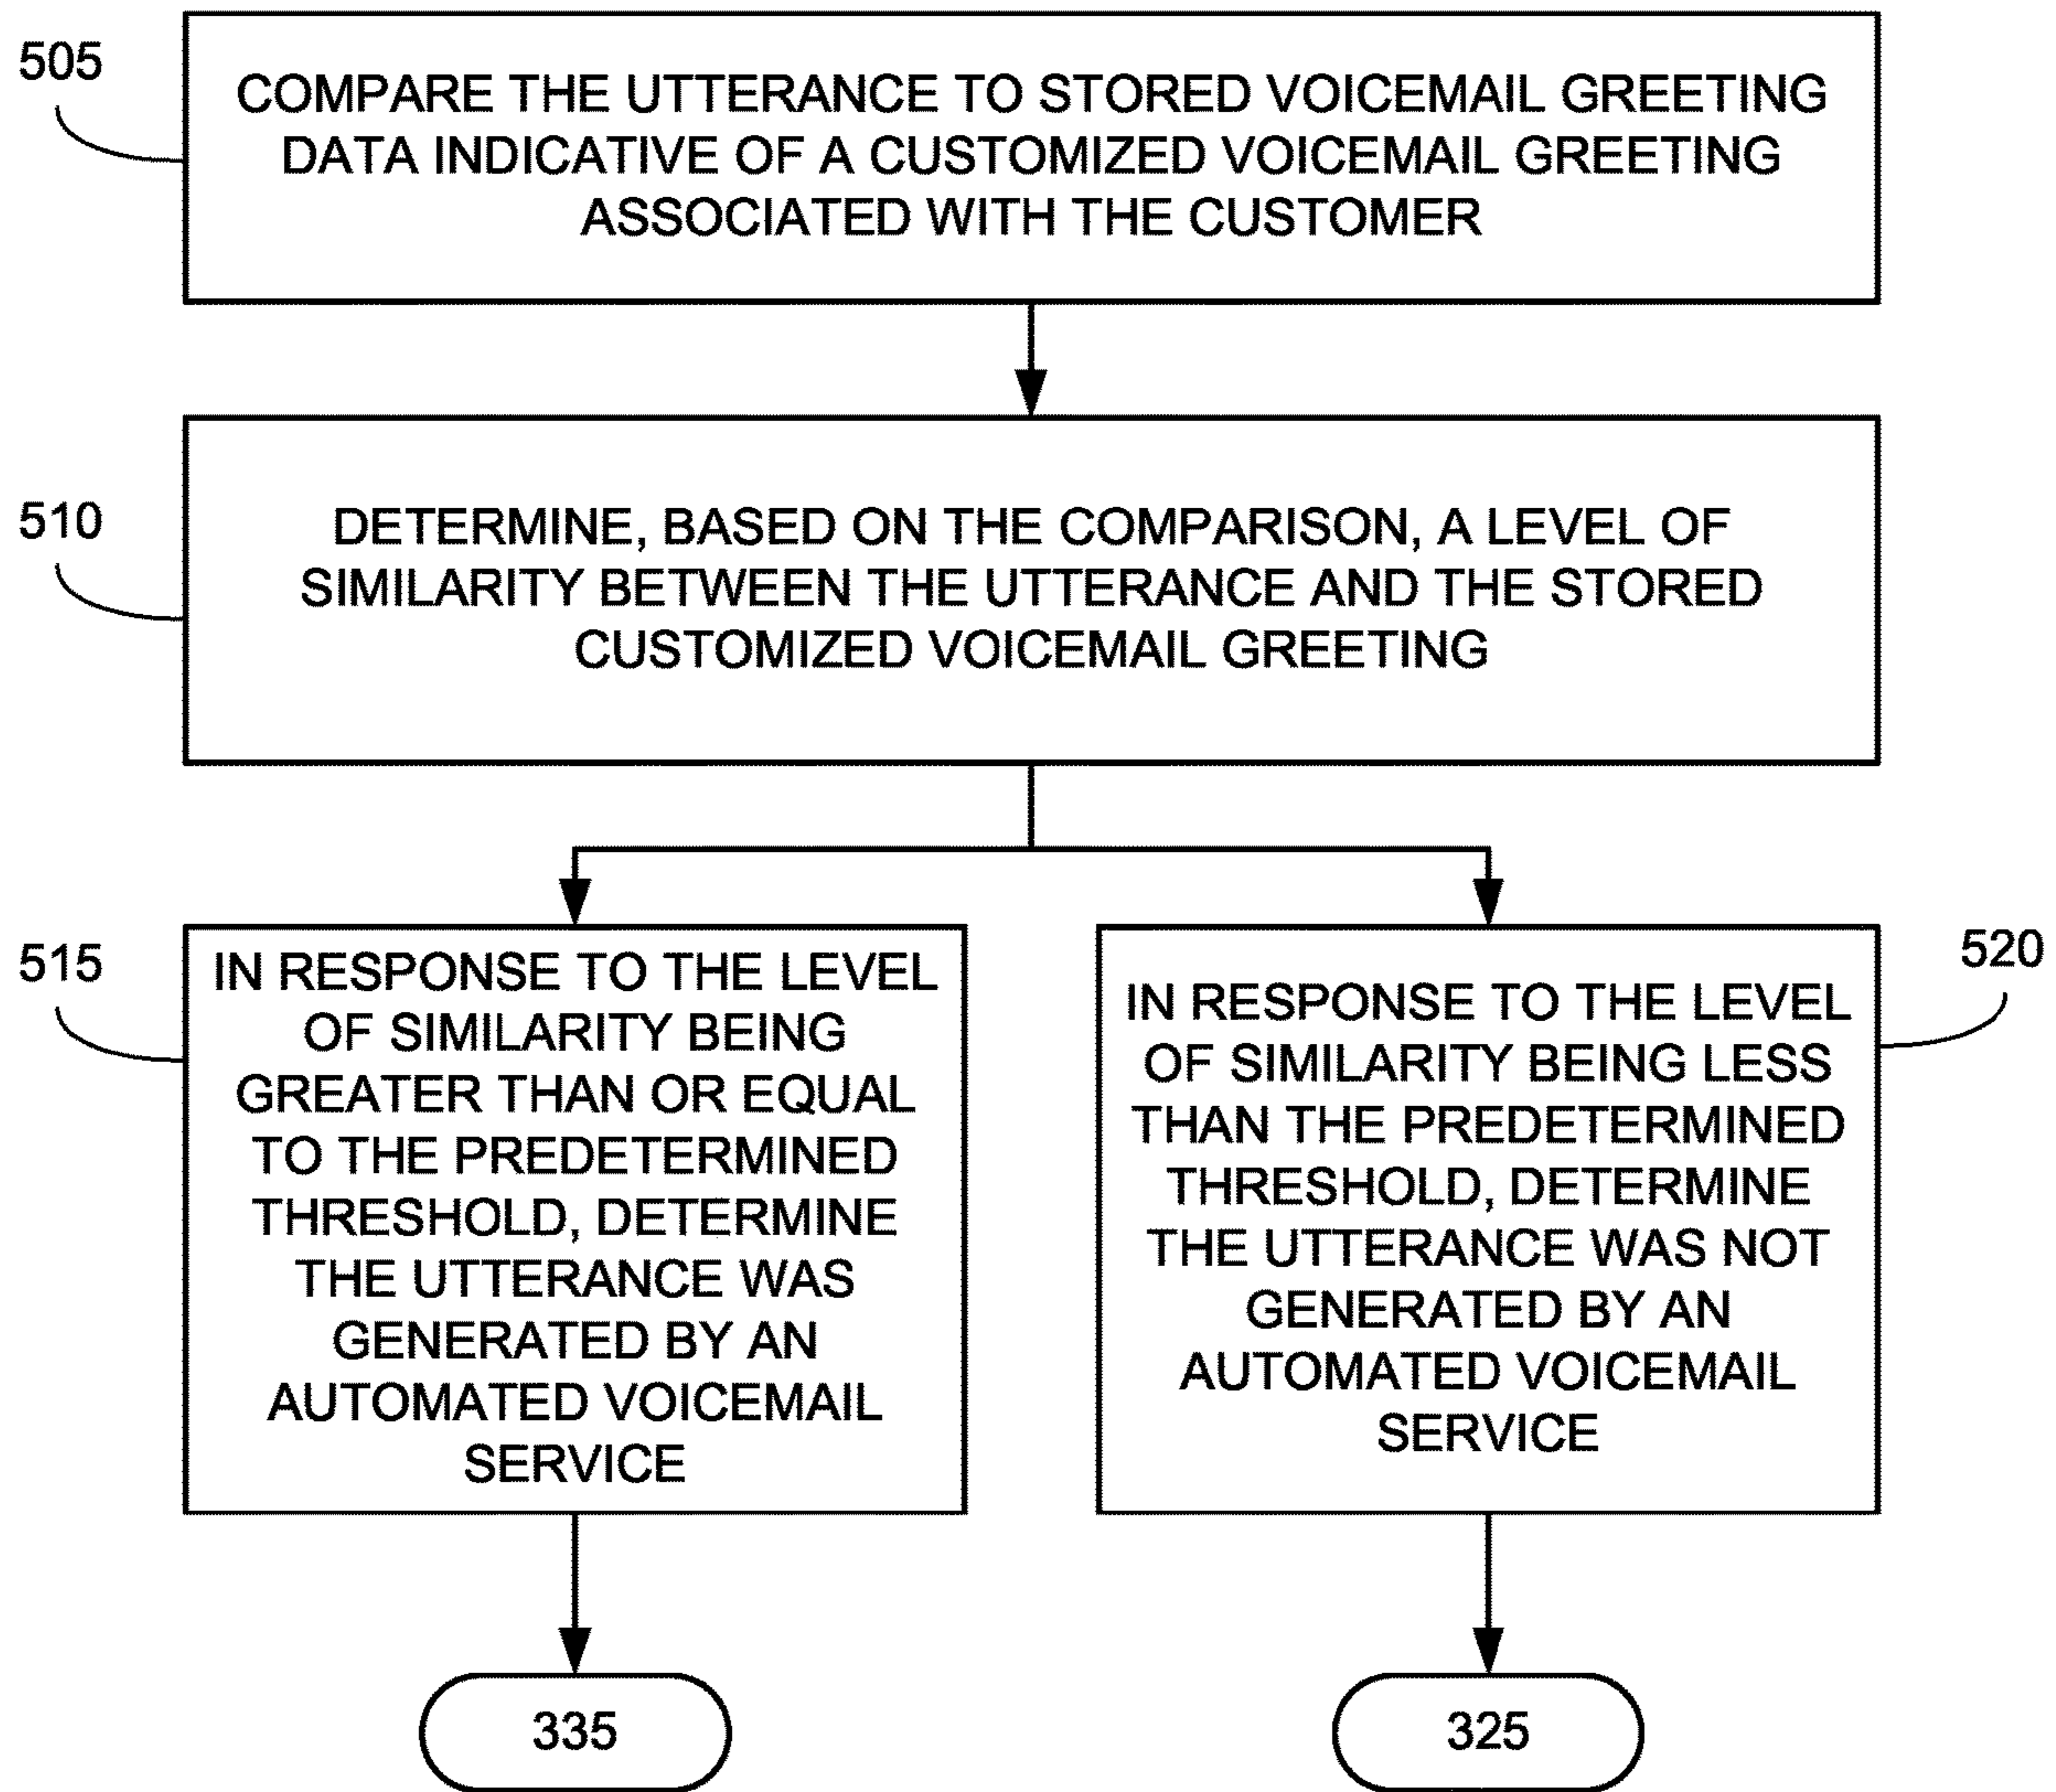 505
COMPARE THE UTTERANCE TO STORED VOICEMAIL GREETING
DATA INDICATIVE OF A CUSTOMIZED VOICEMAIL GREETING
ASSOCIATED WITH THE CUSTOMER
510
DETERMINE, BASED ON THE COMPARISON, A LEVEL OF
SIMILARITY BETWEEN THE UTTERANCE AND THE STORED
CUSTOMIZED VOICEMAIL GREETING
515
IN RESPONSE TO THE LEVEL
OF SIMILARITY BEING
GREATER THAN OR EQUAL
TO THE PREDETERMINED
THRESHOLD, DETERMINE
THE UTTERANCE WAS
GENERATED BY AN
AUTOMATED VOICEMAIL
SERVICE
520
IN RESPONSE TO THE LEVEL
OF SIMILARITY BEING LESS
THAN THE PREDETERMINED
THRESHOLD, DETERMINE
THE UTTERANCE WAS NOT
GENERATED BY AN
AUTOMATED VOICEMAIL
SERVICE
335
325